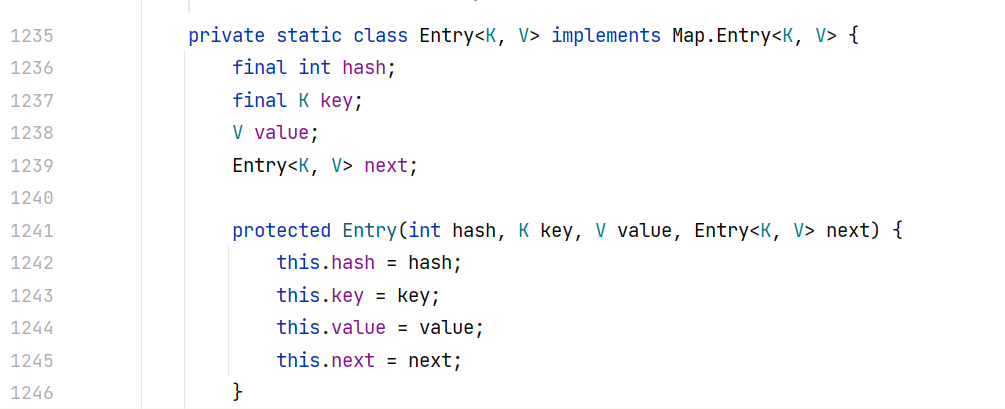 1235 private static class Entry<K, V> implements Map.Entry<K, V> {
1236 final int hash;
1237 final K key;
1238 V value;
1239 Entry<K, V> next;
1240
1241 protected Entry(int hash, K key, V value, Entry<K, V> next) {
1242 this.hash = hash;
1243 this.key = key;
1244 this.value = value;
1245 this.next = next;
1246 }